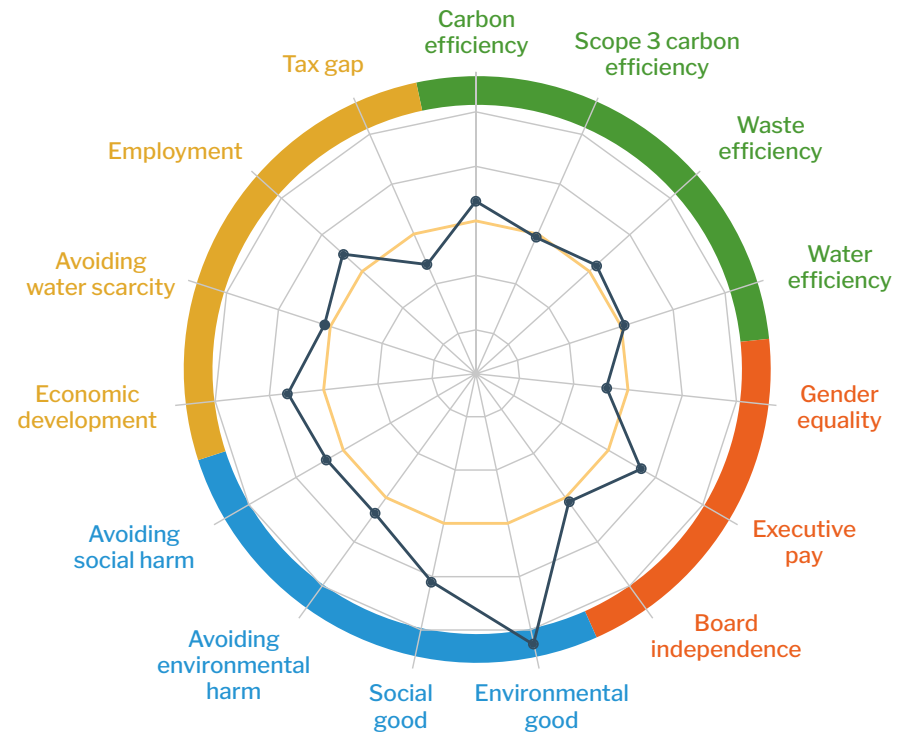 Carbon
efficiency
Scope 3 carbon
efficiency
Waste
efficiency
Water
efficiency
Gender
equality
Executive
pay
Board
independence
Environmental
good
Social
good
Avoiding
environmental
harm
Avoiding
social harm
Economic
development
Avoiding
water scarcity
Employment
Tax gap